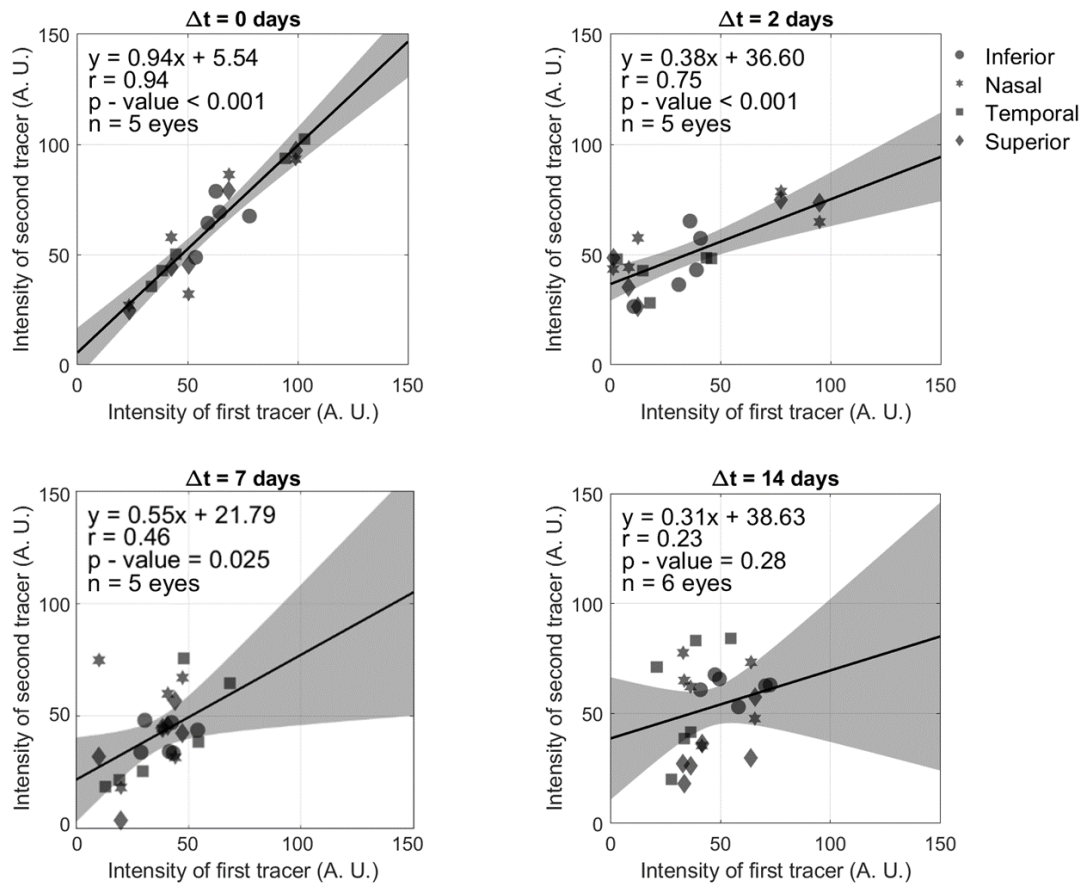 Δt = 0 days
y = 0.94x + 5.54
r = 0.94
p - value < 0.001
n = 5 eyes
150
100
50
0
0 50 100 150
Intensity of second tracer (A. U.)
Intensity of first tracer (A. U.)
Δt = 2 days
y = 0.38x + 36.60
r = 0.75
p - value < 0.001
n = 5 eyes
150
100
50
0
0 50 100 150
Intensity of second tracer (A. U.)
Intensity of first tracer (A. U.)
Inferior
Nasal
Temporal
Superior
Δt = 7 days
y = 0.55x + 21.79
r = 0.46
p - value = 0.025
n = 5 eyes
150
100
50
0
0 50 100 150
Intensity of second tracer (A. U.)
Intensity of first tracer (A. U.)
Δt = 14 days
y = 0.31x + 38.63
r = 0.23
p - value = 0.28
n = 6 eyes
150
100
50
0
0 50 100 150
Intensity of second tracer (A. U.)
Intensity of first tracer (A. U.)